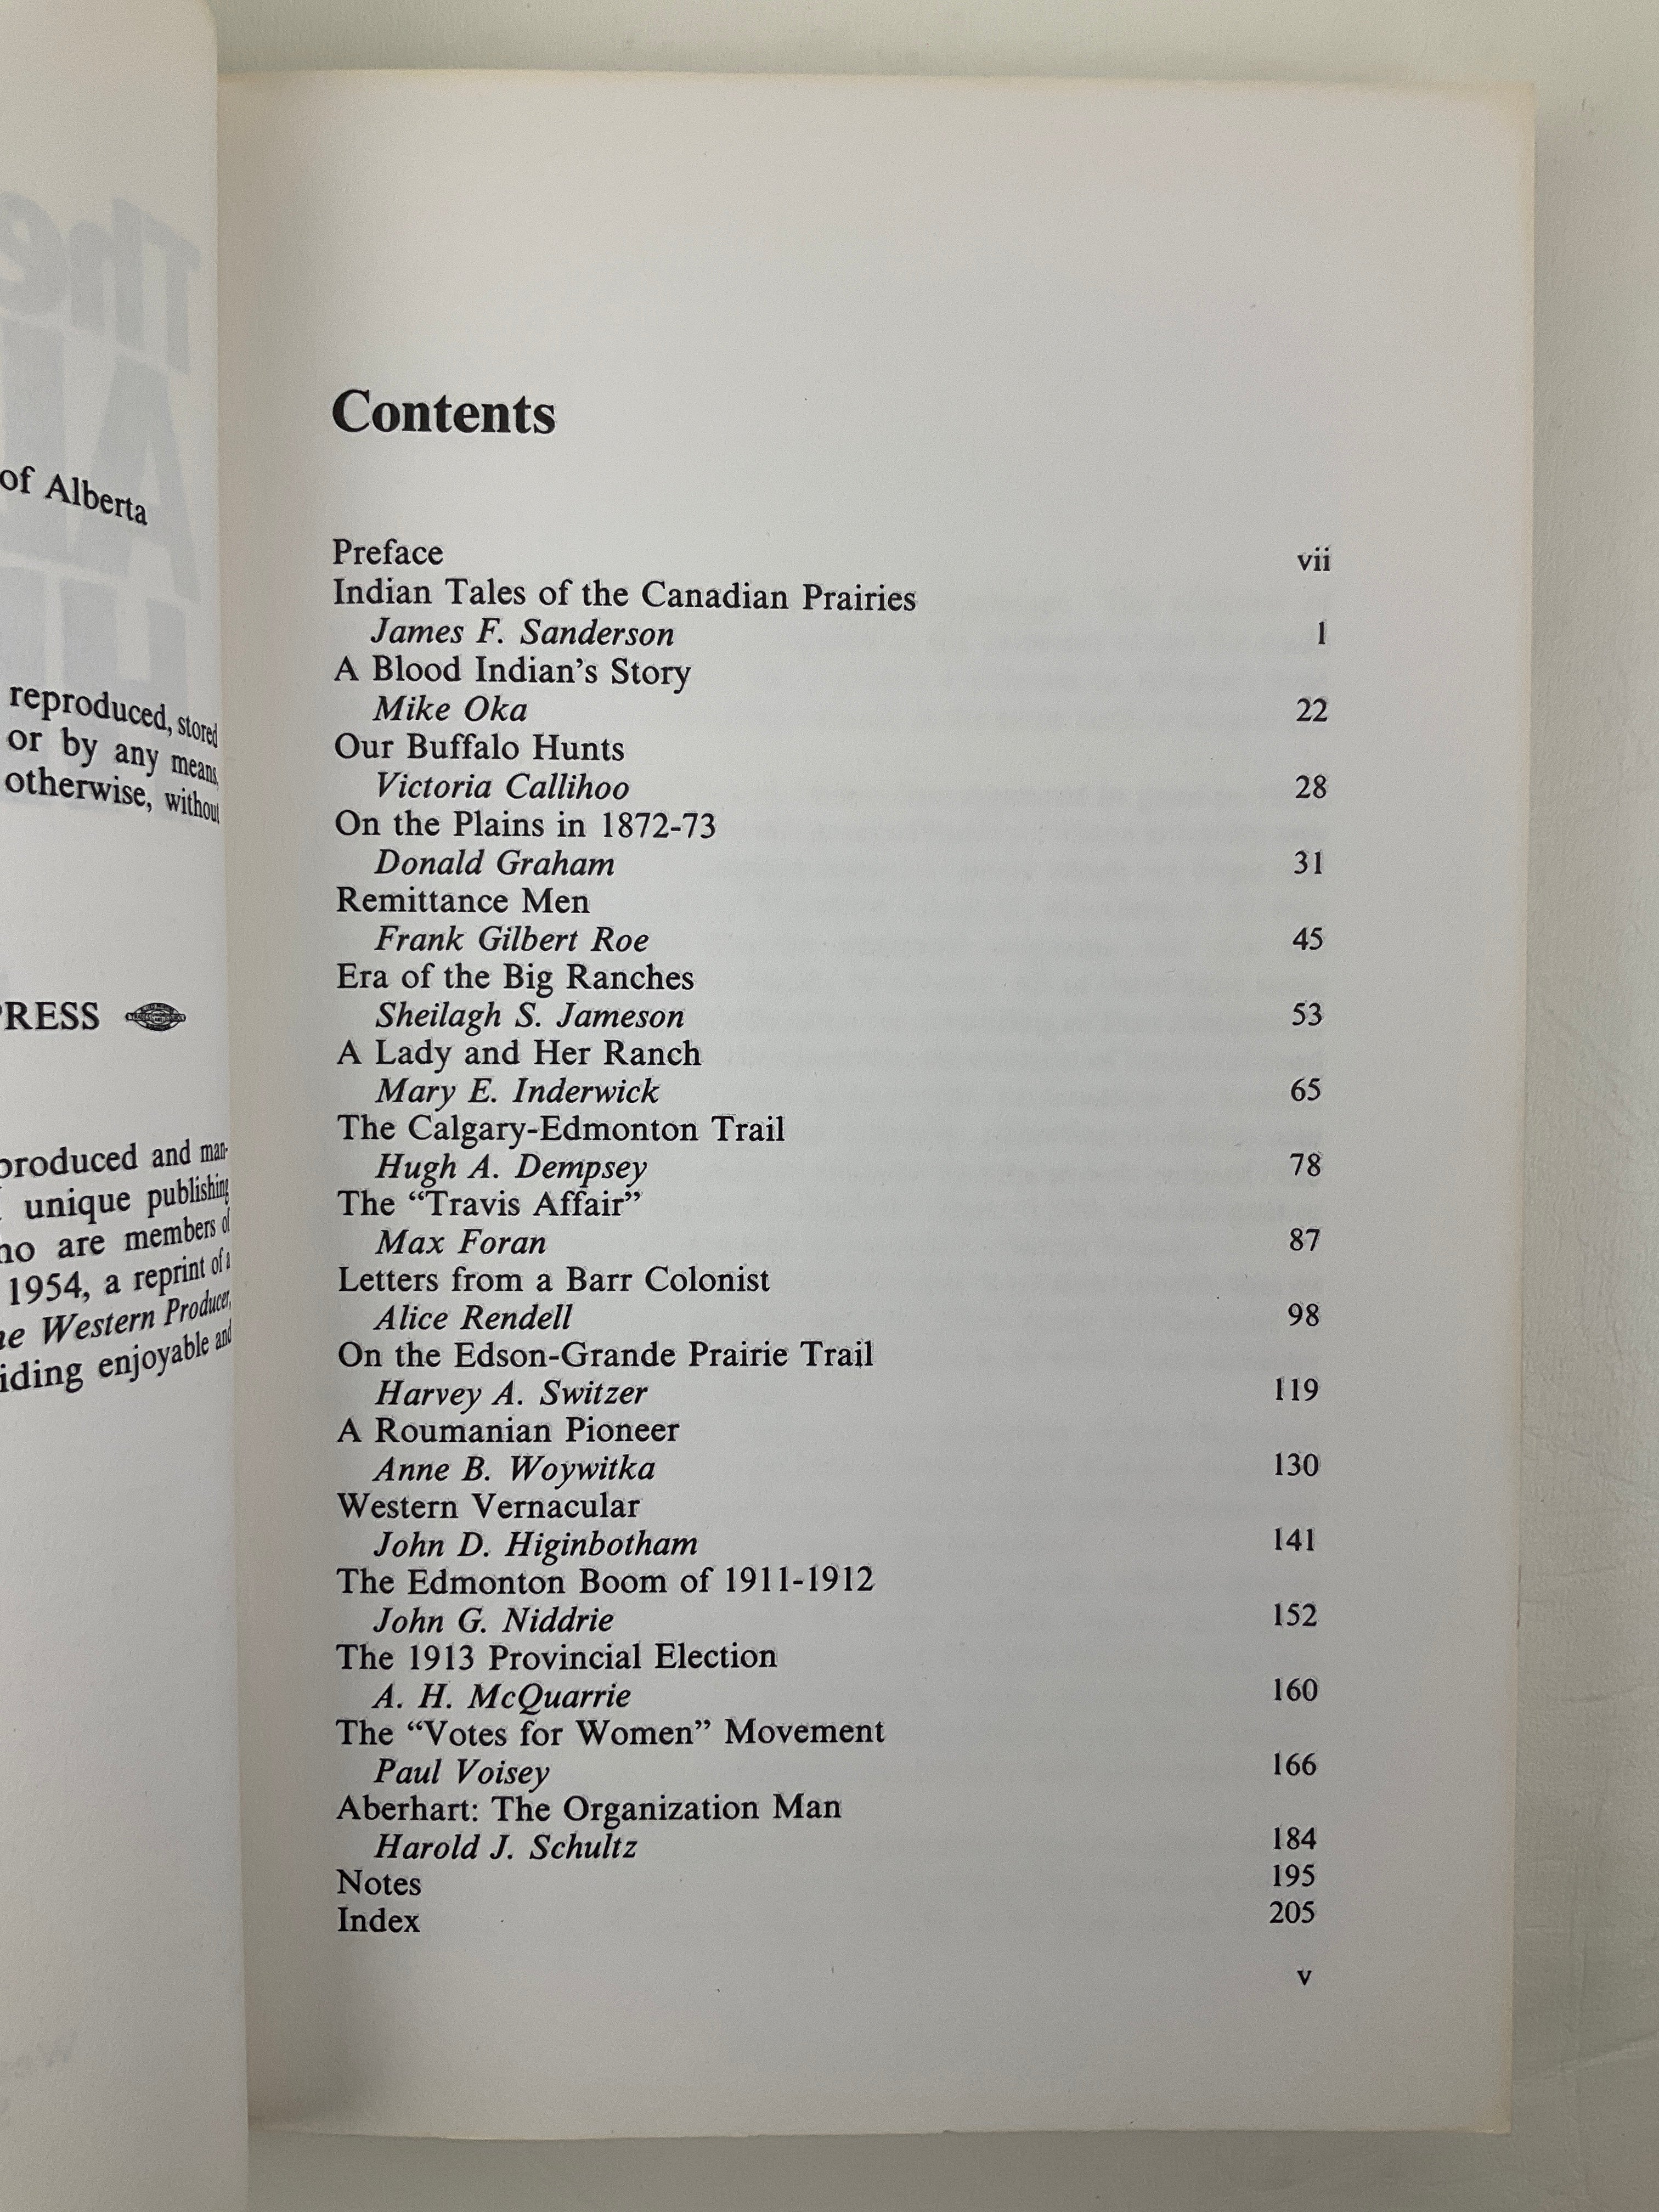 of Alberta
reproduced, stored
or by any means,
otherwise, without
PRESS
produced and man-
unique publishing
who are members of
1954, a reprint of a
The Western Producer,
enjoyable and
Contents
Preface vii
Indian Tales of the Canadian Prairies
James F. Sanderson 1
A Blood Indian's Story
Mike Oka 22
Our Buffalo Hunts
Victoria Callihoo 28
On the Plains in 1872-73
Donald Graham 31
Remittance Men
Frank Gilbert Roe 45
Era of the Big Ranches
Sheilagh S. Jameson 53
A Lady and Her Ranch
Mary E. Inderwick 65
The Calgary-Edmonton Trail
Hugh A. Dempsey 78
The “Travis Affair”
Max Foran 87
Letters from a Barr Colonist
Alice Rendell 98
On the Edson-Grande Prairie Trail
Harvey A. Switzer 119
A Roumanian Pioneer
Anne B. Woywitka 130
Western Vernacular
John D. Higinbotham 141
The Edmonton Boom of 1911-1912
John G. Niddrie 152
The 1913 Provincial Election
A. H. McQuarrie 160
The “Votes for Women” Movement
Paul Voisey 166
Aberhart: The Organization Man
Harold J. Schultz 184
Notes 195
Index 205
v